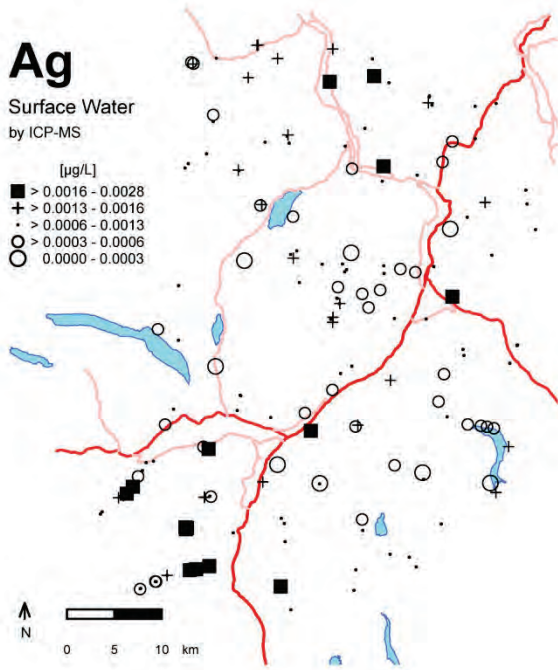 Ag
Surface Water
by ICP-MS
[µg/L]
> 0.0016 - 0.0028
> 0.0013 - 0.0016
> 0.0006 - 0.0013
> 0.0003 - 0.0006
0.0000 - 0.0003
N
0 5 10 km